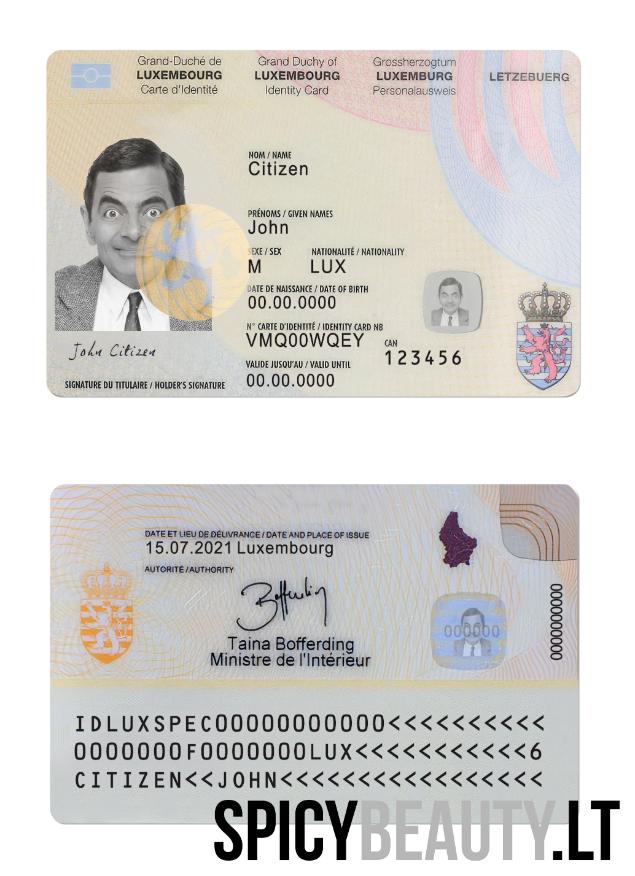 Grand-Duché de
LUXEMBOURG
Carte d'Identité
Grand Duchy of
LUXEMBOURG
Identity Card
Grossherzogtum
LUXEMBURG
Personalausweis
LETZEBUERG
NOM / NAME
Citizen
PRÉNOMS / GIVEN NAMES
John
SEXE / SEX NATIONALITÉ / NATIONALITY
M LUX
DATE DE NAISSANCE / DATE OF BIRTH
00.00.0000
N° CARTE D'IDENTITÉ / IDENTITY CARD NB
VMQ00WQEY
CAN
123456
VALIDE JUSQU'AU / VALID UNTIL
00.00.0000
John Citizen
SIGNATURE DU TITULAIRE / HOLDER'S SIGNATURE
DATE ET LIEU DE DÉLIVRANCE / DATE AND PLACE OF ISSUE
15.07.2021 Luxembourg
AUTORITÉ / AUTHORITY
Bofferding
Taina Bofferding
Ministre de l'Intérieur
000000
0000000000
IDLUXSPEC00000000000<<<<<<<<<<
0000000F0000000LUX<<<<<<<<<<<6
CITIZEN<<JOHN<<<<<<<<<<<<<<<<<
SPICYBEAUTY.LT